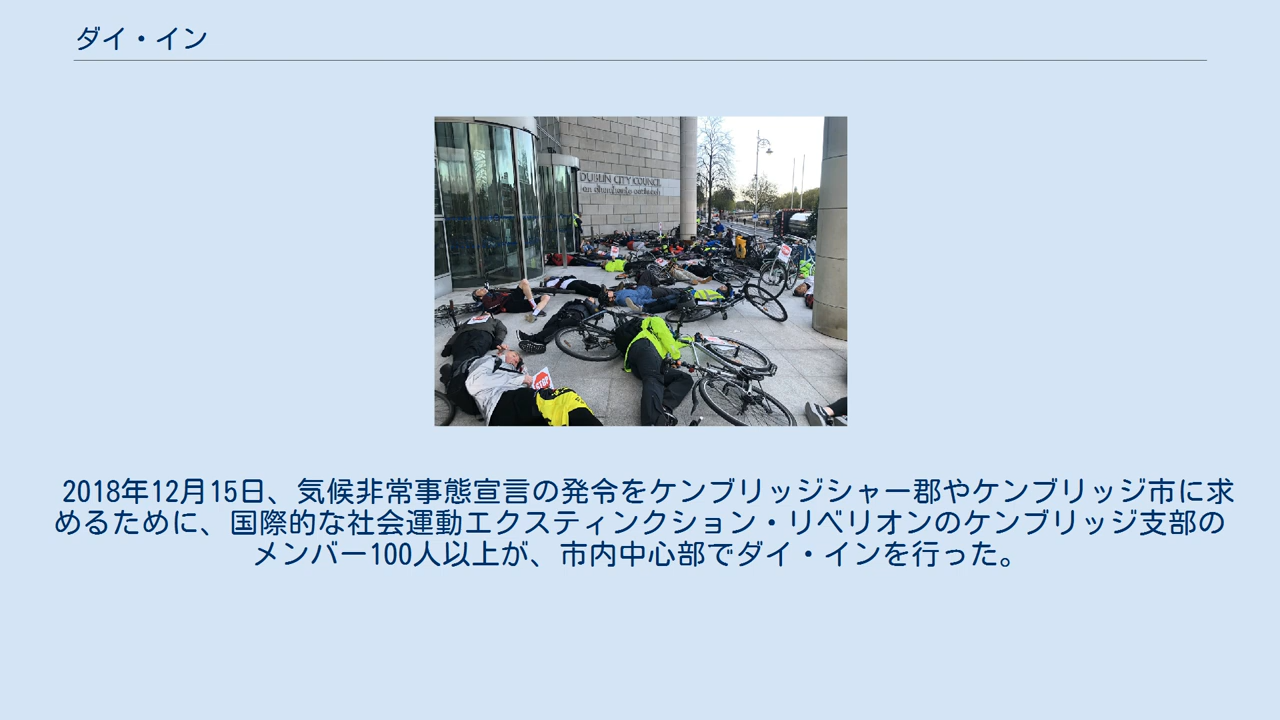 ダイ・イン
DUBLIN CITY COUNCIL
STOP
2018年12月15日、気候非常事態宣言の発令をケンブリッジシャー郡やケンブリッジ市に求
めるために、国際的な社会運動エクスティンクション・リベリオンのケンブリッジ支部の
メンバー100人以上が、市内中心部でダイ・インを行った。